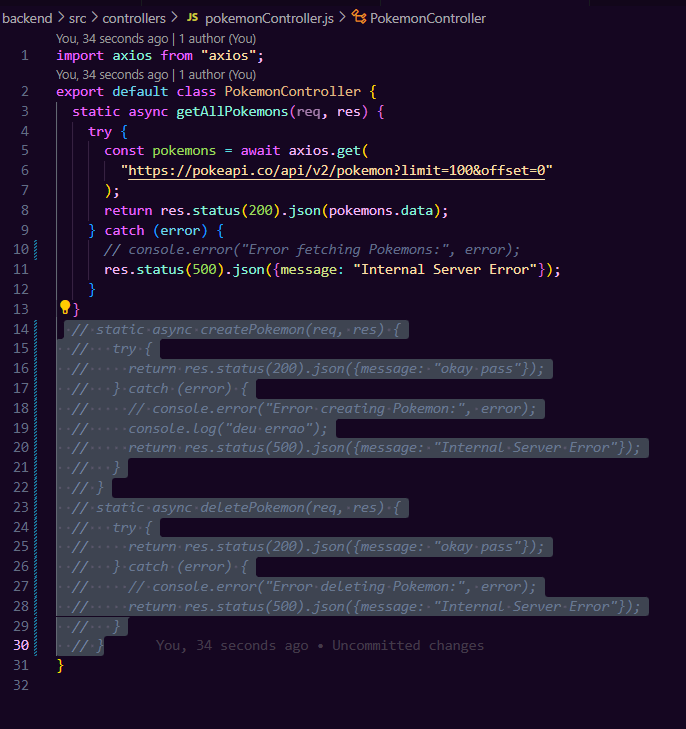 backend > src > controllers > JS pokemonController.js > PokemonController
You, 34 seconds ago | 1 author (You)
1 import axios from "axios";
You, 34 seconds ago | 1 author (You)
2 export default class PokemonController {
3   static async getAllPokemons(req, res) {
4     try {
5       const pokemons = await axios.get(
6         "https://pokeapi.co/api/v2/pokemon?limit=100&offset=0"
7       );
8       return res.status(200).json(pokemons.data);
9     } catch (error) {
10       // console.error("Error fetching Pokemons:", error);
11       res.status(500).json({message: "Internal Server Error"});
12     }
13   }
14   // static async createPokemon(req, res) {
15   //   try {
16   //     return res.status(200).json({message: "okay pass"});
17   //   } catch (error) {
18   //     // console.error("Error creating Pokemon:", error);
19   //     console.log("deu errao");
20   //     return res.status(500).json({message: "Internal Server Error"});
21   //   }
22   // }
23   // static async deletePokemon(req, res) {
24   //   try {
25   //     return res.status(200).json({message: "okay pass"});
26   //   } catch (error) {
27   //     // console.error("Error deleting Pokemon:", error);
28   //     return res.status(500).json({message: "Internal Server Error"});
29   //   }
30   // }      You, 34 seconds ago • Uncommitted changes
31 }
32